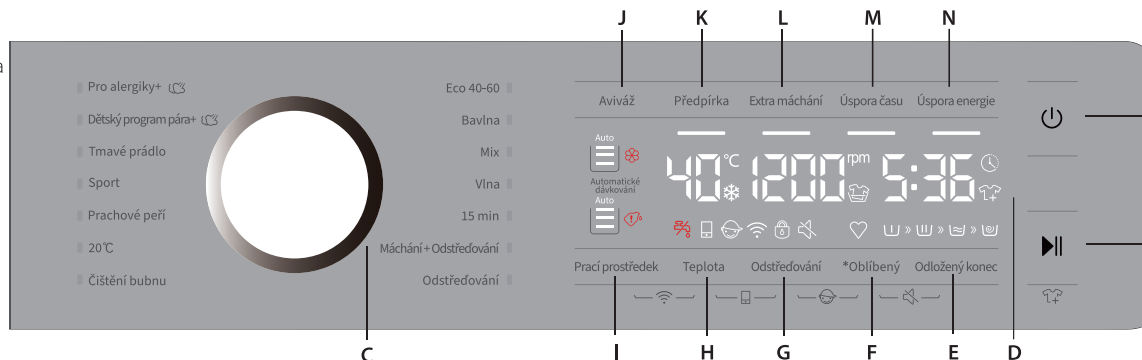 J K L M N
a
Pro alergiky+
Dětský program pára+
Tmavé prádlo
Sport
Prachové peří
20℃
Čištění bubnu
Eco 40-60
Bavlna
Mix
Vlna
15 min
Máchání+Odstřeďování
Odstřeďování
Aviváž Předpírka Extra máchání Úspora času Úspora energie
Auto
Automatické
dávkování
Auto
40 °C 1200 rpm 5:36
Prací prostředek Teplota Odstřeďování *Oblíbený Odložený konec
C I H G F E D